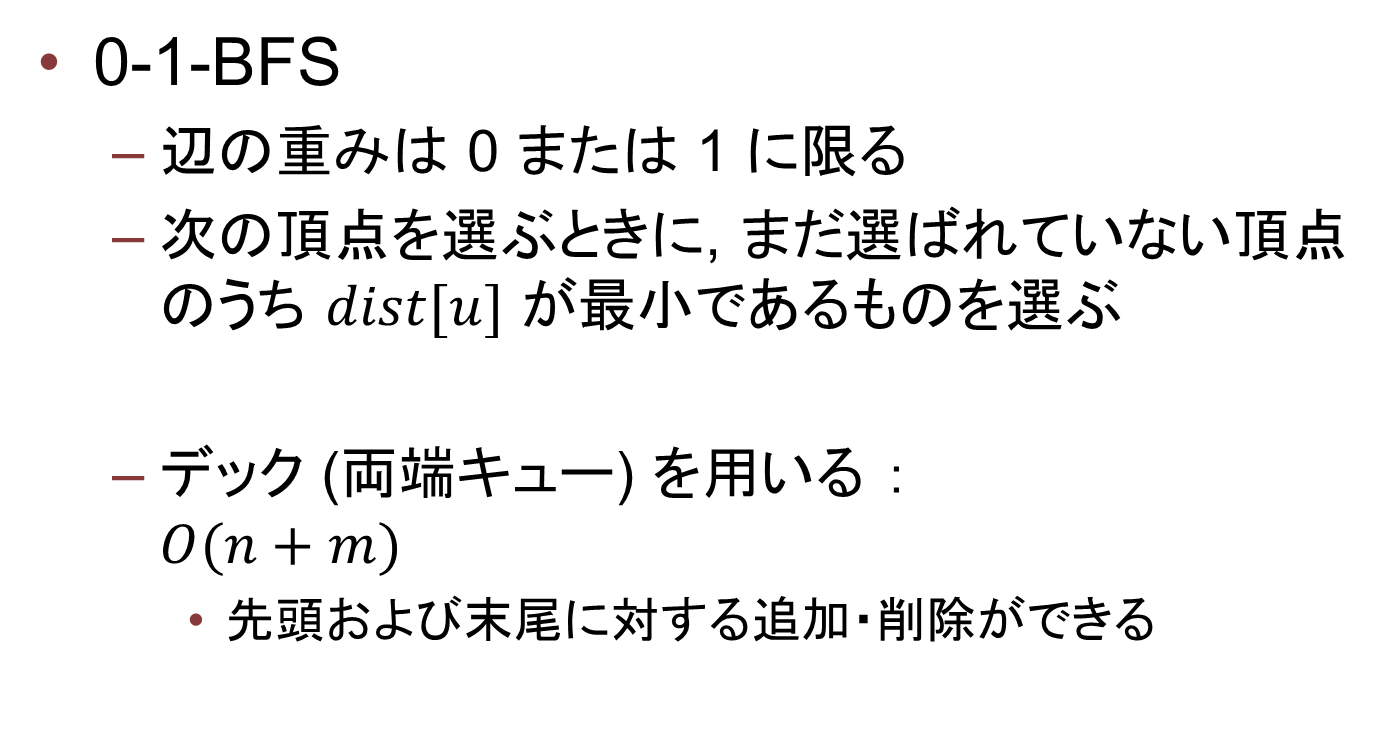 • 0-1-BFS
– 辺の重みは 0 または 1 に限る
– 次の頂点を選ぶときに, まだ選ばれていない頂点
のうち dist[u] が最小であるものを選ぶ
– デック (両端キュー) を用いる :
O(n + m)
• 先頭および末尾に対する追加・削除ができる